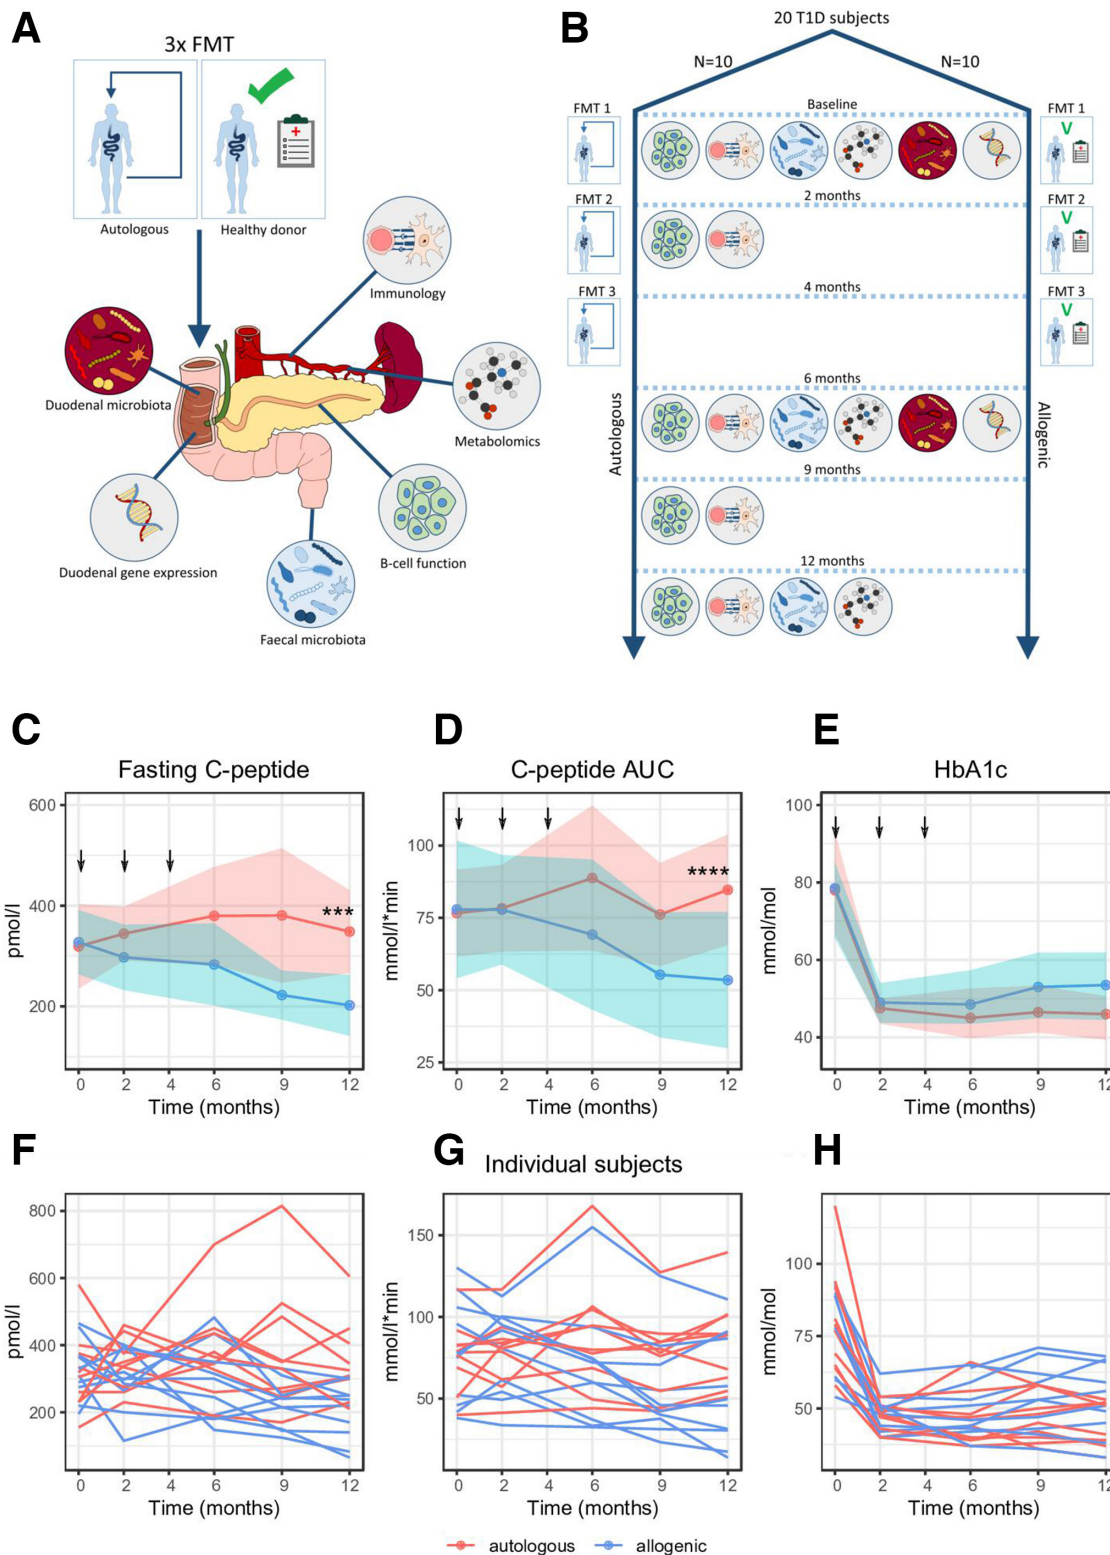 A
3x FMT
Autologous
Healthy donor
Immunology
Duodenal microbiota
Metabolomics
Duodenal gene expression
B-cell function
Faecal microbiota
B
20 T1D subjects
N=10
N=10
Baseline
FMT 1
FMT 1
V
2 months
FMT 2
FMT 2
V
4 months
FMT 3
FMT 3
V
6 months
Autologous
Allogenic
9 months
12 months
C
Fasting C-peptide
600
400
200
pmol/l
***
0 2 4 6 9 12
Time (months)
D
C-peptide AUC
100
75
50
25
mmol/l*min
****
0 2 4 6 9 12
Time (months)
E
HbA1c
100
80
60
40
mmol/mol
0 2 4 6 9 12
Time (months)
F
800
600
400
200
pmol/l
0 2 4 6 9 12
Time (months)
G
Individual subjects
150
100
50
mmol/l*min
0 2 4 6 9 12
Time (months)
H
100
75
50
mmol/mol
0 2 4 6 9 12
Time (months)
autologous allogenic